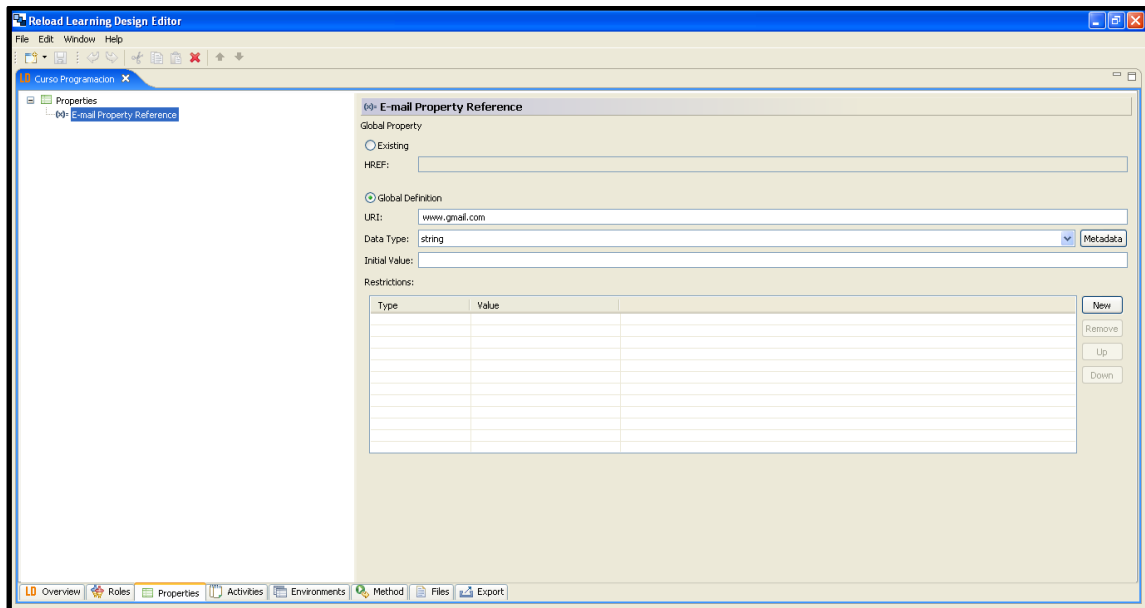 Reload Learning Design Editor
File Edit Window Help
LD Curso Programacion
Properties
(x)= E-mail Property Reference
(x)= E-mail Property Reference
Global Property
Existing
HREF:
Global Definition
URI: www.gmail.com
Data Type: string Metadata
Initial Value:
Restrictions:
Type Value New
Remove
Up
Down
LD Overview Roles Properties Activities Environments Method Files Export